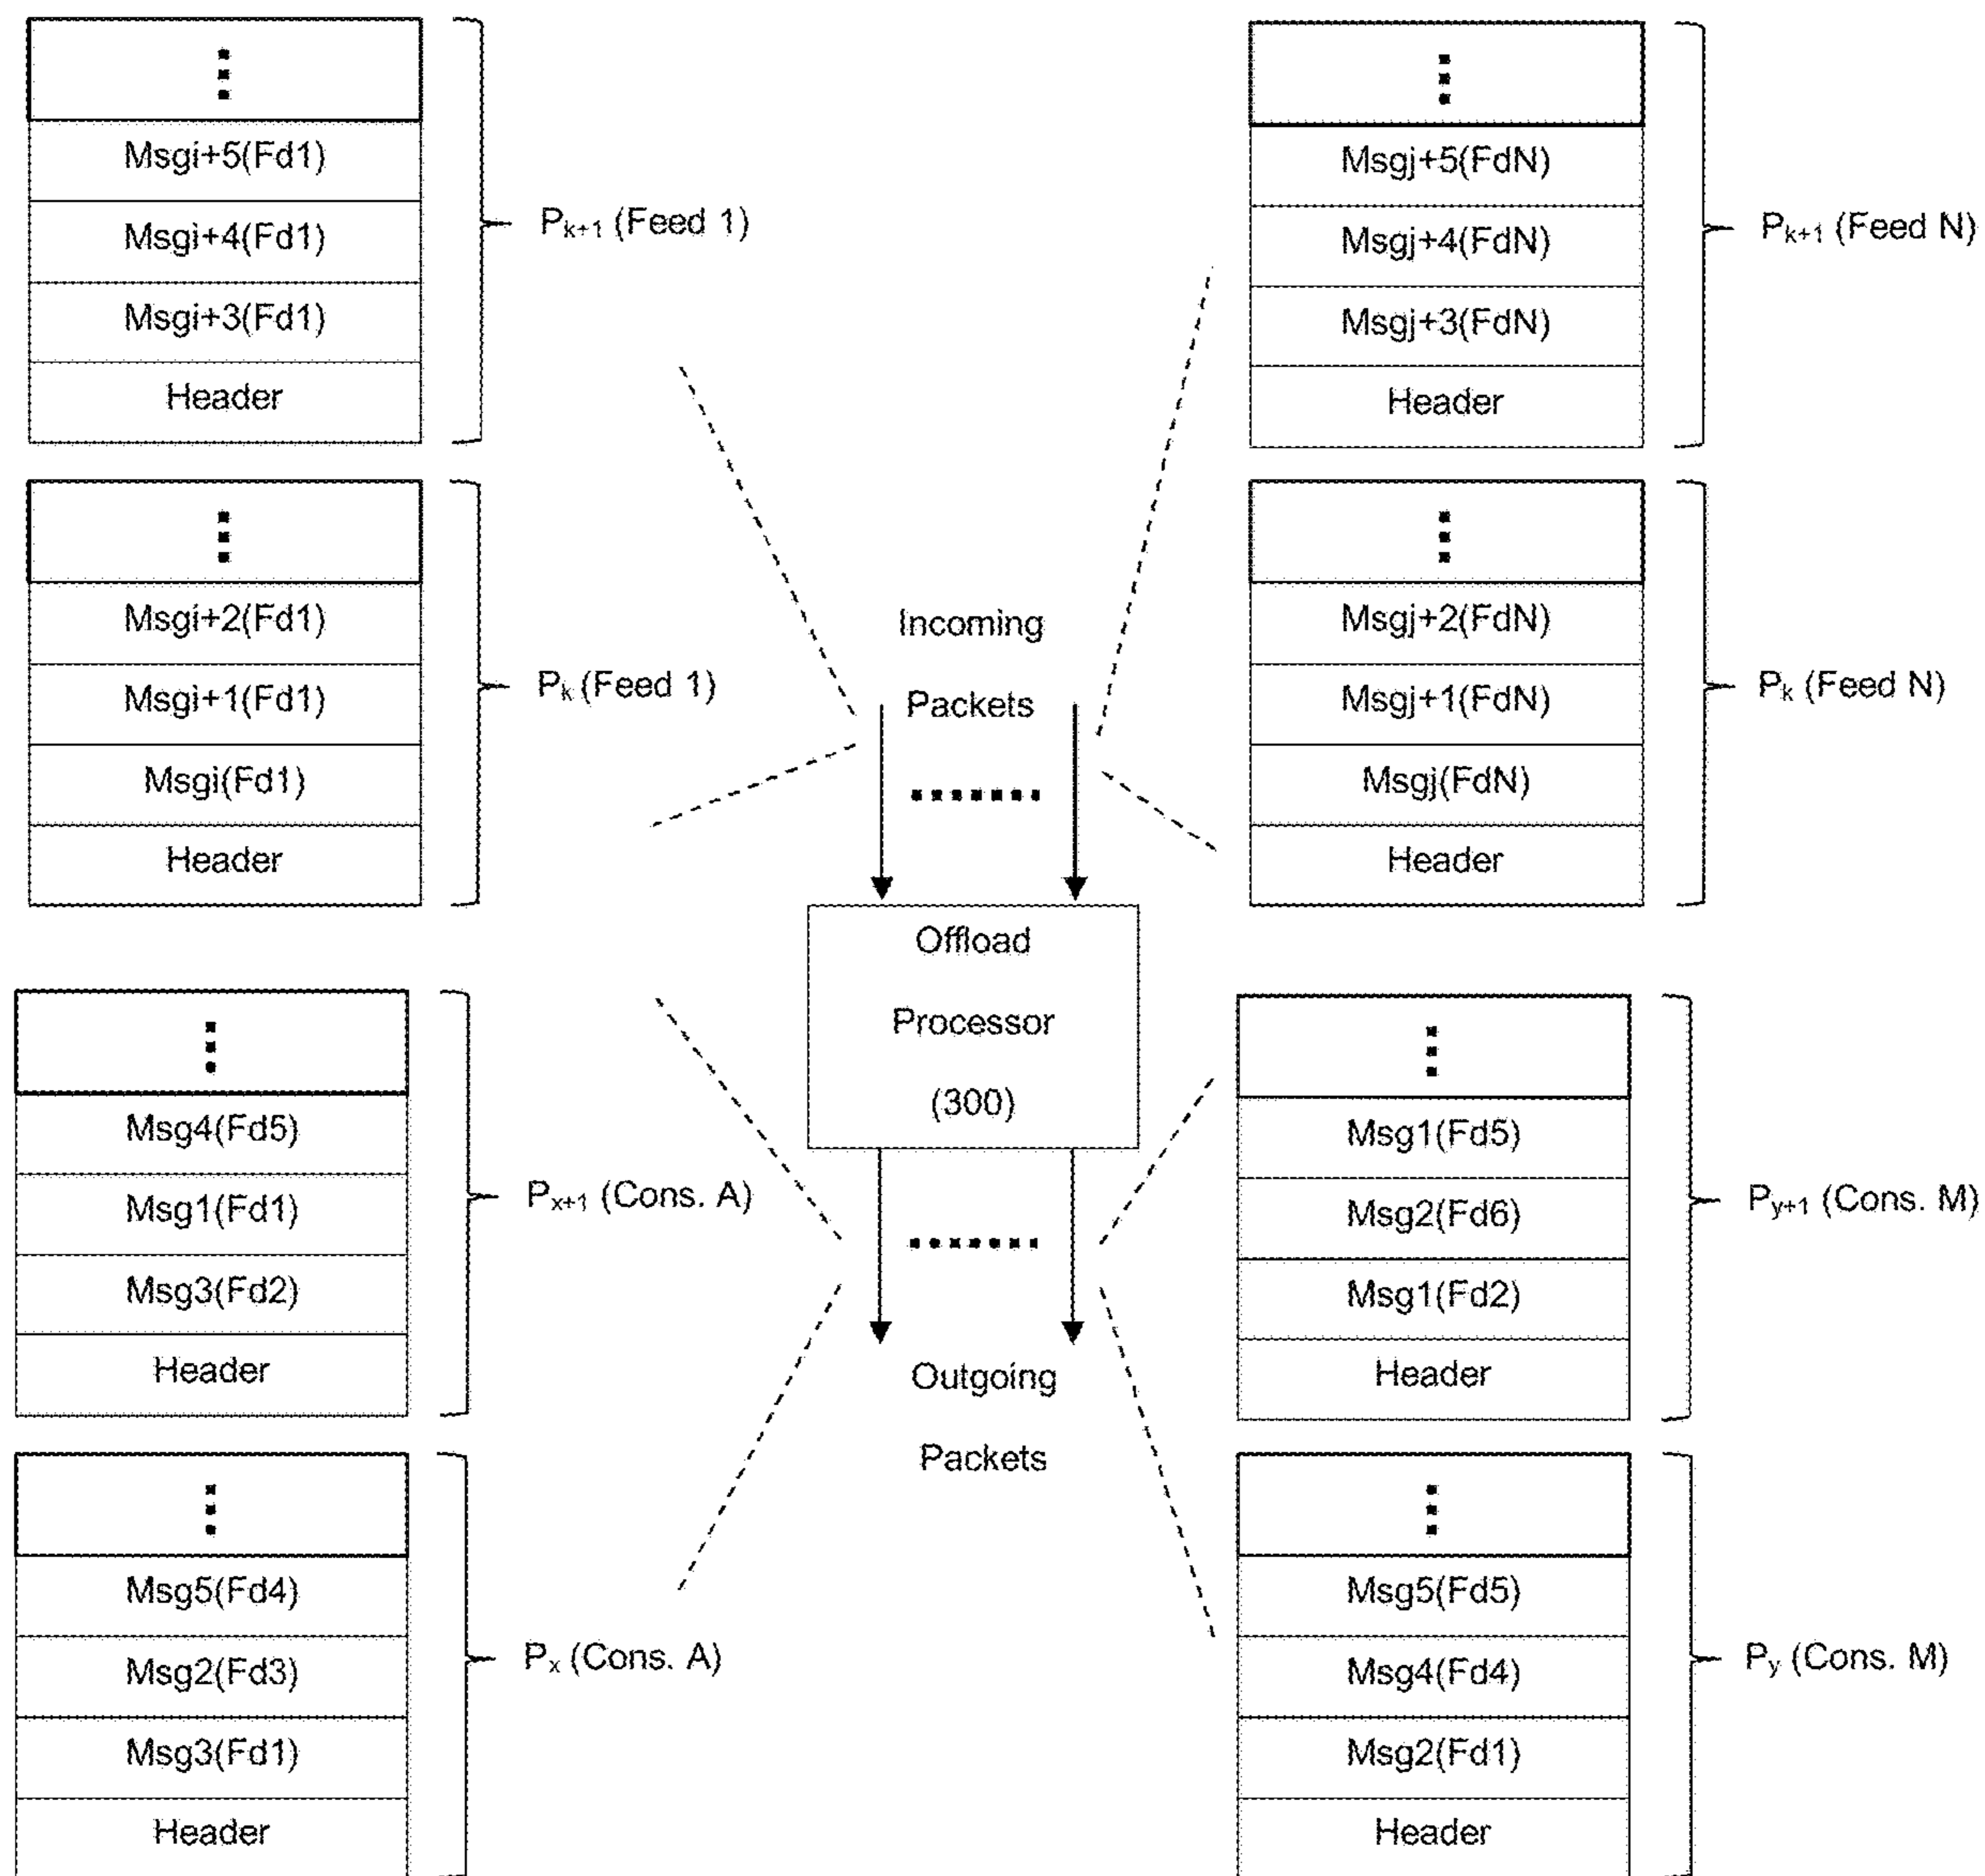 Msgi+5(Fd1)
Msgi+4(Fd1)
Msgi+3(Fd1)
Header
Pk+1 (Feed 1)
Msgi+2(Fd1)
Msgi+1(Fd1)
Msgi(Fd1)
Header
Pk (Feed 1)
Incoming
Packets
Msgj+5(FdN)
Msgj+4(FdN)
Msgj+3(FdN)
Header
Pk+1 (Feed N)
Msgj+2(FdN)
Msgj+1(FdN)
Msgj(FdN)
Header
Pk (Feed N)
Offload
Processor
(300)
Msg4(Fd5)
Msg1(Fd1)
Msg3(Fd2)
Header
Px+1 (Cons. A)
Msg5(Fd4)
Msg2(Fd3)
Msg3(Fd1)
Header
Px (Cons. A)
Outgoing
Packets
Msg1(Fd5)
Msg2(Fd6)
Msg1(Fd2)
Header
Py+1 (Cons. M)
Msg5(Fd5)
Msg4(Fd4)
Msg2(Fd1)
Header
Py (Cons. M)